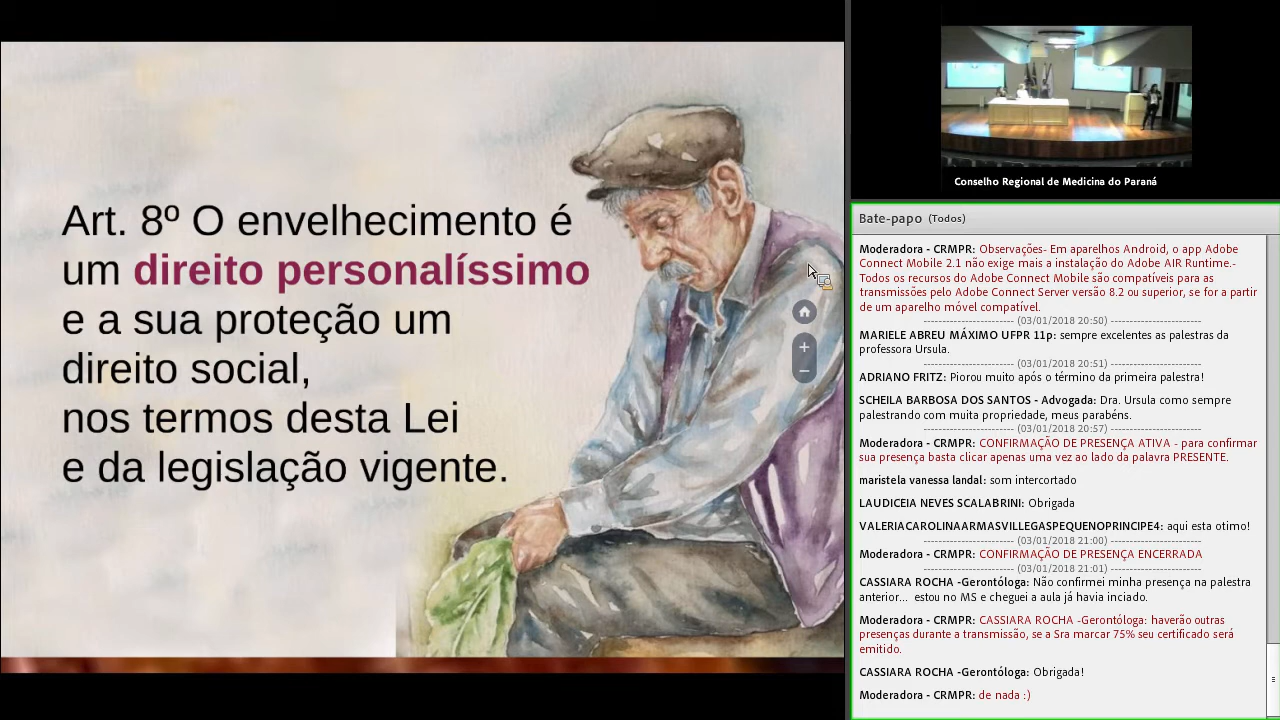 Art. 8º O envelhecimento é
um direito personalíssimo
e a sua proteção um
direito social,
nos termos desta Lei
e da legislação vigente.
Conselho Regional de Medicina do Paraná
Bate-papo (Todos)
Moderadora - CRMPR: Observações- Em aparelhos Android, o app Adobe
Connect Mobile 2.1 não exige mais a instalação do Adobe AIR Runtime.-
Todos os recursos do Adobe Connect Mobile são compatíveis para as
transmissões pelo Adobe Connect Server versão 8.2 ou superior, se for a partir
de um aparelho móvel compatível.
----------------------- (03/01/2018 20:50) -----------------------
MARIELE ABREU MÁXIMO UFPR 11p: sempre excelentes as palestras da
professora Ursula.
----------------------- (03/01/2018 20:51) -----------------------
ADRIANO FRITZ: Piorou muito após o término da primeira palestra!
SCHEILA BARBOSA DOS SANTOS - Advogada: Dra. Ursula como sempre
palestrando com muita propriedade, meus parabéns.
----------------------- (03/01/2018 20:57) -----------------------
Moderadora - CRMPR: CONFIRMAÇÃO DE PRESENÇA ATIVA - para confirmar
sua presença basta clicar apenas uma vez ao lado da palavra PRESENTE.
maristela vanessa landal: som intercortado
LAUDICEIA NEVES SCALABRINI: Obrigada
VALERIACAROLINAARMASVILLEGASPEQUENOPRINCIPE4: aqui esta otimo!
----------------------- (03/01/2018 21:00) -----------------------
Moderadora - CRMPR: CONFIRMAÇÃO DE PRESENÇA ENCERRADA
----------------------- (03/01/2018 21:01) -----------------------
CASSIARA ROCHA -Gerontóloga: Não confirmei minha presença na palestra
anterior... estou no MS e cheguei a aula já havia inciado.
Moderadora - CRMPR: CASSIARA ROCHA -Gerontóloga: haverão outras
presenças durante a transmissão, se a Sra marcar 75% seu certificado será
emitido.
CASSIARA ROCHA -Gerontóloga: Obrigada!
Moderadora - CRMPR: de nada :)